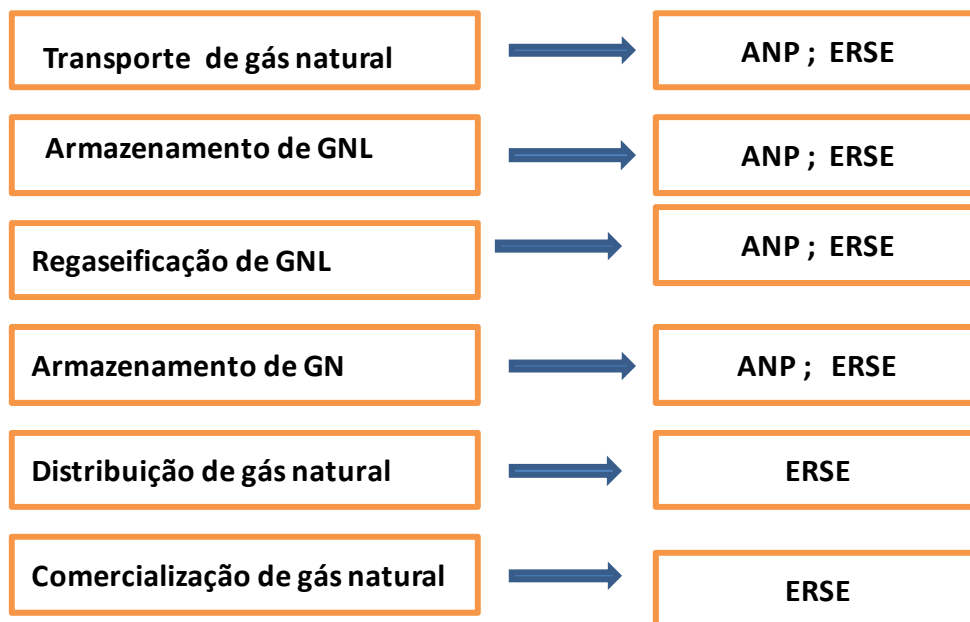 Transporte de gás natural
ANP ; ERSE
Armazenamento de GNL
ANP ; ERSE
Regaseificação de GNL
ANP ; ERSE
Armazenamento de GN
ANP ; ERSE
Distribuição de gás natural
ERSE
Comercialização de gás natural
ERSE